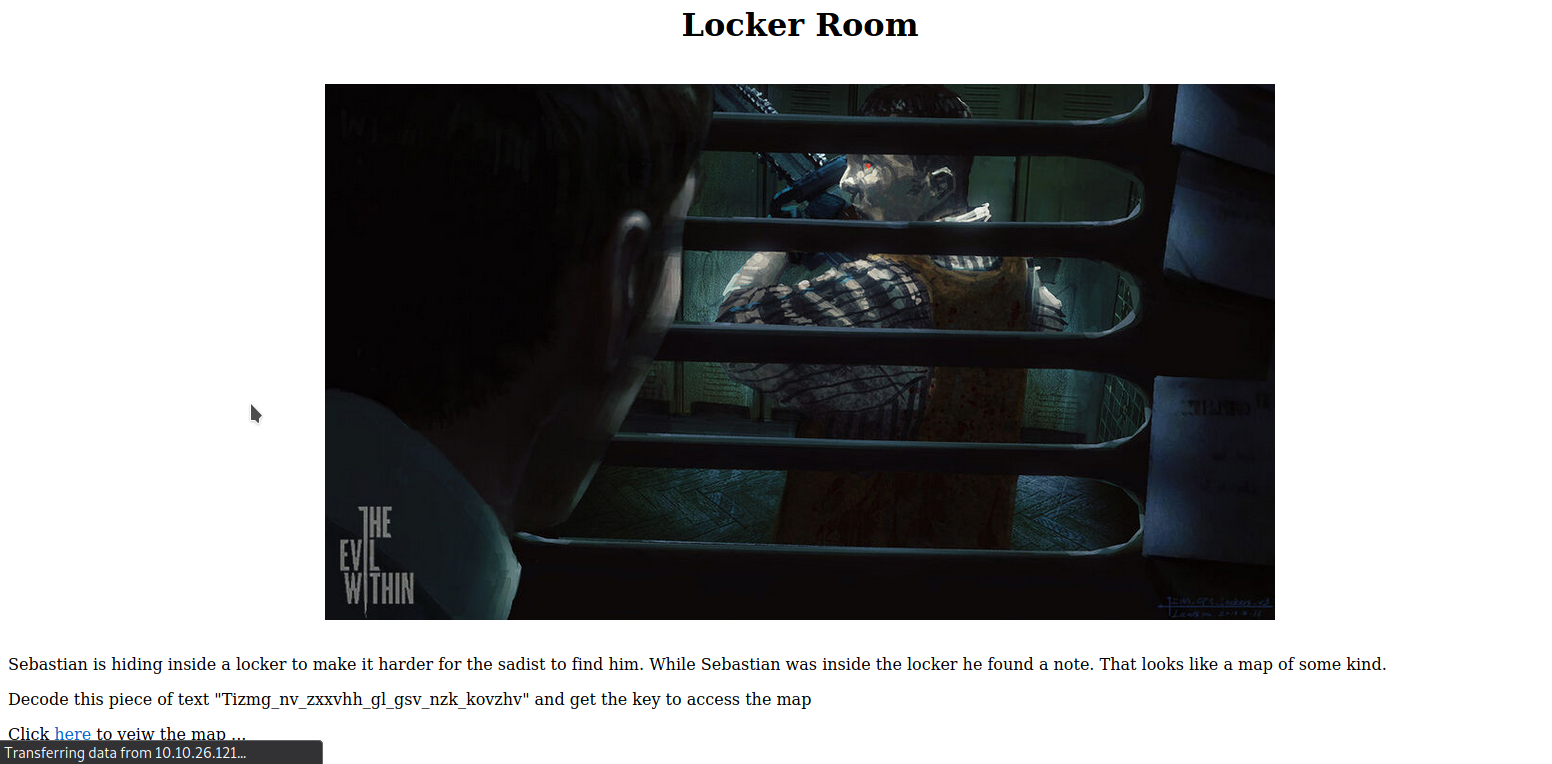 Locker Room
THE
EVIL
WITHIN
Sebastian is hiding inside a locker to make it harder for the sadist to find him. While Sebastian was inside the locker he found a note. That looks like a map of some kind.
Decode this piece of text "Tizmg_nv_zxxvhh_gl_gsv_nzk_kovzhv" and get the key to access the map
Click here to veiw the map ...
Transferring data from 10.10.26.121...